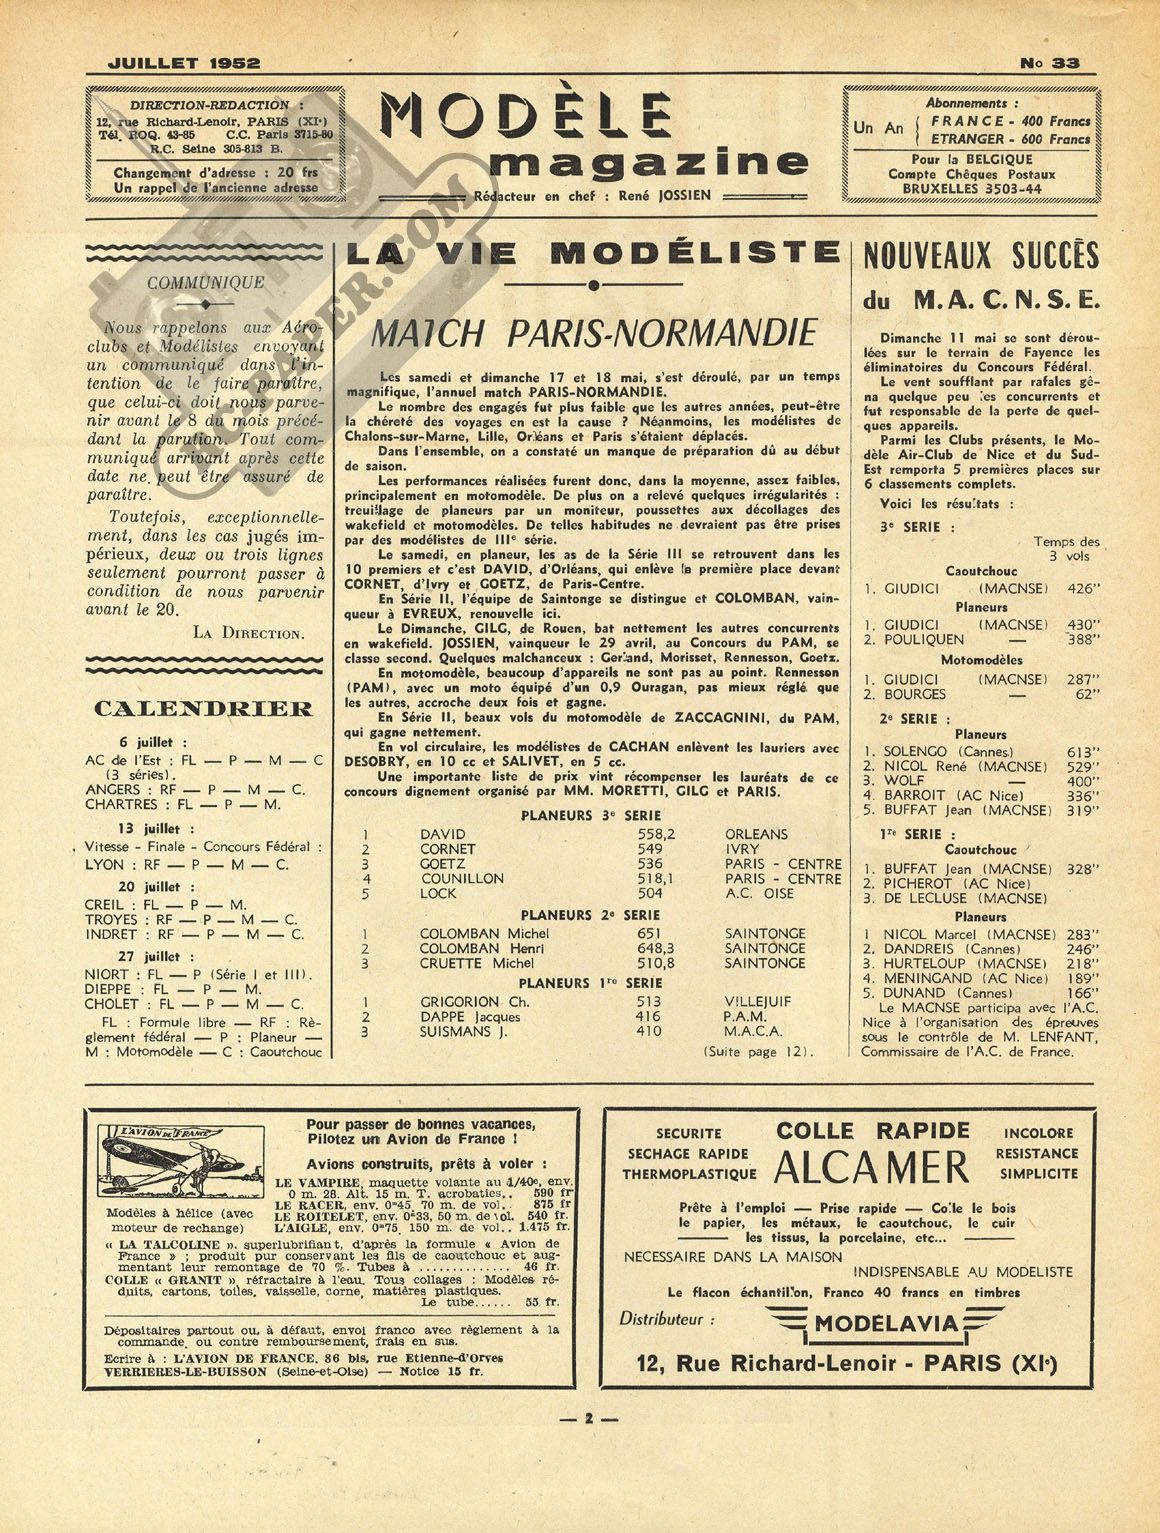 JUILLET 1952
No 33
DIRECTION-REDACTION :
12, rue Richard-Lenoir, PARIS (XIe)
Tél. ROQ. 43-85 C.C. Paris 3715-80
R.C. Seine 305-813 B.
Changement d'adresse : 20 frs
Un rappel de l'ancienne adresse
MODÈLE
magazine
Rédacteur en chef : René JOSSIEN
Abonnements :
Un An { FRANCE - 400 Francs
ETRANGER - 600 Francs
Pour la BELGIQUE
Compte Chêques Postaux
BRUXELLES 3503-44
AC-PAPER.COM
COMMUNIQUE
Nous rappelons aux Aéro-
clubs et Modélistes envoyant
un communiqué dans l'in-
tention de le faire paraître,
que celui-ci doit nous parve-
nir avant le 8 du mois précé-
dant la parution. Tout com-
muniqué arrivant après cette
date ne peut être assuré de
paraître.
Toutefois, exceptionnelle-
ment, dans les cas jugés im-
périeux, deux ou trois lignes
seulement pourront passer à
condition de nous parvenir
avant le 20.
LA DIRECTION.
CALENDRIER
6 juillet :
AC de l'Est : FL — P — M — C
(3 séries).
ANGERS : RF — P — M — C.
CHARTRES : FL — P — M.
13 juillet :
Vitesse - Finale - Concours Fédéral :
LYON : RF — P — M — C.
20 juillet :
CREIL : FL — P — M.
TROYES : RF — P — M — C.
INDRET : RF — P — M — C.
27 juillet :
NIORT : FL — P (Série I et III).
DIEPPE : FL — P — M.
CHOLET : FL — P — M — C.
FL : Formule libre — RF : Rè-
glement fédéral — P : Planeur —
M : Motomodèle — C : Caoutchouc
LA VIE MODÉLISTE
MATCH PARIS-NORMANDIE
Les samedi et dimanche 17 et 18 mai, s'est déroulé, par un temps
magnifique, l'annuel match PARIS-NORMANDIE.
Le nombre des engagés fut plus faible que les autres années, peut-être
la chéreté des voyages en est la cause ? Néanmoins, les modélistes de
Chalons-sur-Marne, Lille, Orléans et Paris s'étaient déplacés.
Dans l'ensemble, on a constaté un manque de préparation dû au début
de saison.
Les performances réalisées furent donc, dans la moyenne, assez faibles,
principalement en motomodèle. De plus on a relevé quelques irrégularités :
treuillage de planeurs par un moniteur, poussettes aux décollages des
wakefield et motomodèles. De telles habitudes ne devraient pas être prises
par des modélistes de IIIe série.
Le samedi, en planeur, les as de la Série III se retrouvent dans les
10 premiers et c'est DAVID, d'Orléans, qui enlève la première place devant
CORNET, d'Ivry et GOETZ, de Paris-Centre.
En Série II, l'équipe de Saintonge se distingue et COLOMBAN, vain-
queur à EVREUX, renouvelle ici.
Le Dimanche, GILG, de Rouen, bat nettement les autres concurrents
en wakefield. JOSSIEN, vainqueur le 29 avril, au Concours du PAM, se
classe second. Quelques malchanceux : Gerland, Morisset, Rennesson, Goetz.
En motomodèle, beaucoup d'appareils ne sont pas au point. Rennesson
(PAM), avec un moto équipé d'un 0,9 Ouragan, pas mieux réglé que
les autres, accroche deux fois et gagne.
En Série II, beaux vols du motomodèle de ZACCAGNINI, du PAM,
qui gagne nettement.
En vol circulaire, les modélistes de CACHAN enlèvent les lauriers avec
DESOBRY, en 10 cc et SALIVET, en 5 cc.
Une importante liste de prix vint récompenser les lauréats de ce
concours dignement organisé par MM. MORETTI, GILG et PARIS.
PLANEURS 3e SERIE
1 DAVID 558,2 ORLEANS
2 CORNET 549 IVRY
3 GOETZ 536 PARIS - CENTRE
4 COUNILLON 518,1 PARIS - CENTRE
5 LOCK 504 A.C. OISE
PLANEURS 2e SERIE
1 COLOMBAN Michel 651 SAINTONGE
2 COLOMBAN Henri 648,3 SAINTONGE
3 CRUETTE Michel 510,8 SAINTONGE
PLANEURS 1re SERIE
1 GRIGORION Ch. 513 VILLEJUIF
2 DAPPE Jacques 416 P.A.M.
3 SUISMANS J. 410 M.A.C.A.
(Suite page 12).
NOUVEAUX SUCCÈS
du M.A.C.N.S.E.
Dimanche 11 mai se sont dérou-
lées sur le terrain de Fayence les
éliminatoires du Concours Fédéral.
Le vent soufflant par rafales gê-
na quelque peu les concurrents et
fut responsable de la perte de quel-
ques appareils.
Parmi les Clubs présents, le Mo-
dèle Air-Club de Nice et du Sud-
Est remporta 5 premières places sur
6 classements complets.
Voici les résultats :
3e SERIE :
Temps des
3 vols
Caoutchouc
1. GIUDICI (MACNSE) 426"
Planeurs
1. GIUDICI (MACNSE) 430"
2. POULIQUEN — 388"
Motomodèles
1. GIUDICI (MACNSE) 287"
2. BOURGES — 62"
2e SERIE :
Planeurs
1. SOLENGO (Cannes) 613"
2. NICOL René (MACNSE) 529"
3. WOLF — 400"
4. BARROIT (AC Nice) 336"
5. BUFFAT Jean (MACNSE) 319"
1re SERIE :
Caoutchouc
1. BUFFAT Jean (MACNSE) 328"
2. PICHEROT (AC Nice)
3. DE LECLUSE (MACNSE)
Planeurs
1 NICOL Marcel (MACNSE) 283"
2. DANDREIS (Cannes) 246"
3. HURTELOUP (MACNSE) 218"
4. MENINGAND (AC Nice) 189"
5. DUNAND (Cannes) 166"
Le MACNSE participa avec l'A.C.
Nice à l'organisation des épreuves
sous le contrôle de M. LENFANT,
Commissaire de l'A.C. de France.
L'AVION DE FRANCE
Modèles à hélice (avec
moteur de rechange)
Pour passer de bonnes vacances,
Pilotez un Avion de France !
Avions construits, prêts à voler :
LE VAMPIRE, maquette volante au 1/40e, env.
0 m. 28. Alt. 15 m. T. acrobaties.. 590 fr
LE RACER, env. 0m45, 70 m. de vol.. 875 fr
LE ROITELET, env. 0m33, 50 m. de vol. 540 fr.
L'AIGLE, env. 0m75, 150 m. de vol.. 1.475 fr.
« LA TALCOLINE », superlubrifiant, d'après la formule « Avion de
France » ; produit pur conservant les fils de caoutchouc et aug-
mentant leur remontage de 70 %. Tubes à .............. 46 fr.
COLLE « GRANIT », réfractaire à l'eau. Tous collages : Modèles ré-
duits, cartons, toiles, vaisselle, corne, matières plastiques.
Le tube...... 55 fr.
Dépositaires partout ou, à défaut, envoi franco avec règlement à la
commande, ou contre remboursement, frais en sus.
Ecrire à : L'AVION DE FRANCE, 86 bis, rue Etienne-d'Orves
VERRIERES-LE-BUISSON (Seine-et-Oise) — Notice 15 fr.
SECURITE
SECHAGE RAPIDE
THERMOPLASTIQUE
COLLE RAPIDE
ALCAMER
INCOLORE
RESISTANCE
SIMPLICITE
Prête à l'emploi — Prise rapide — Colle le bois
le papier, les métaux, le caoutchouc, le cuir
les tissus, la porcelaine, etc...
NECESSAIRE DANS LA MAISON
INDISPENSABLE AU MODELISTE
Le flacon échantillon, Franco 40 francs en timbres
Distributeur :
MODÉLAVIA
12, Rue Richard-Lenoir - PARIS (XIe)
— 2 —